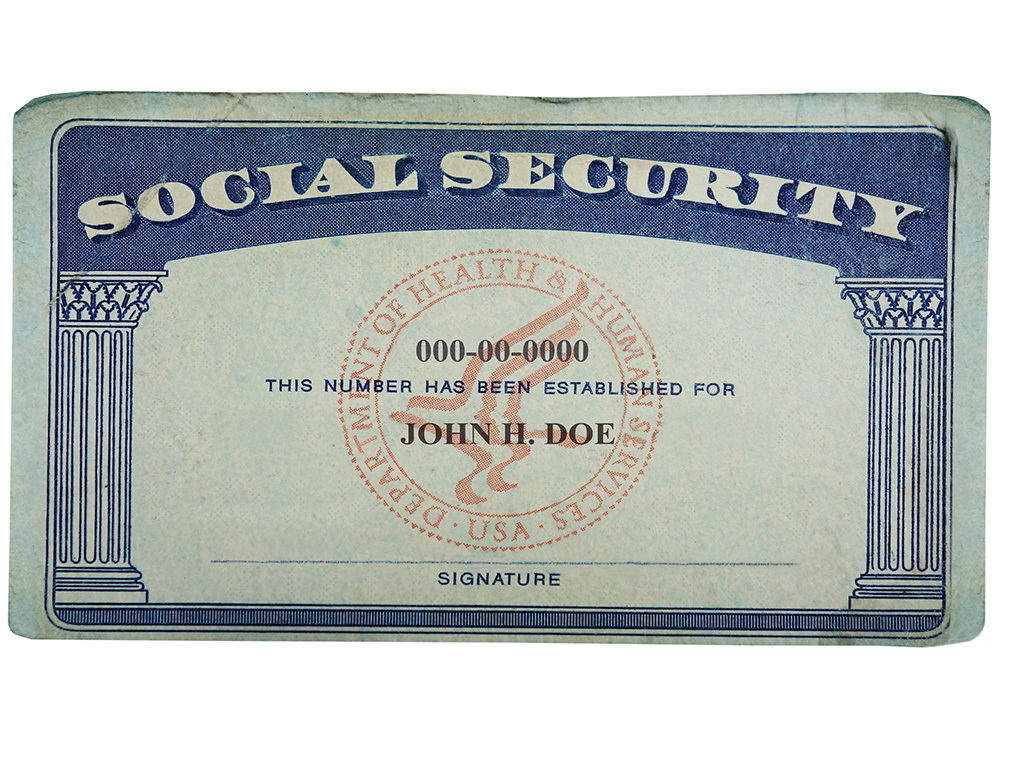 SOCIAL SECURITY
DEPARTMENT OF HEALTH & HUMAN SERVICES · USA ·
000-00-0000
THIS NUMBER HAS BEEN ESTABLISHED FOR
JOHN H. DOE
SIGNATURE